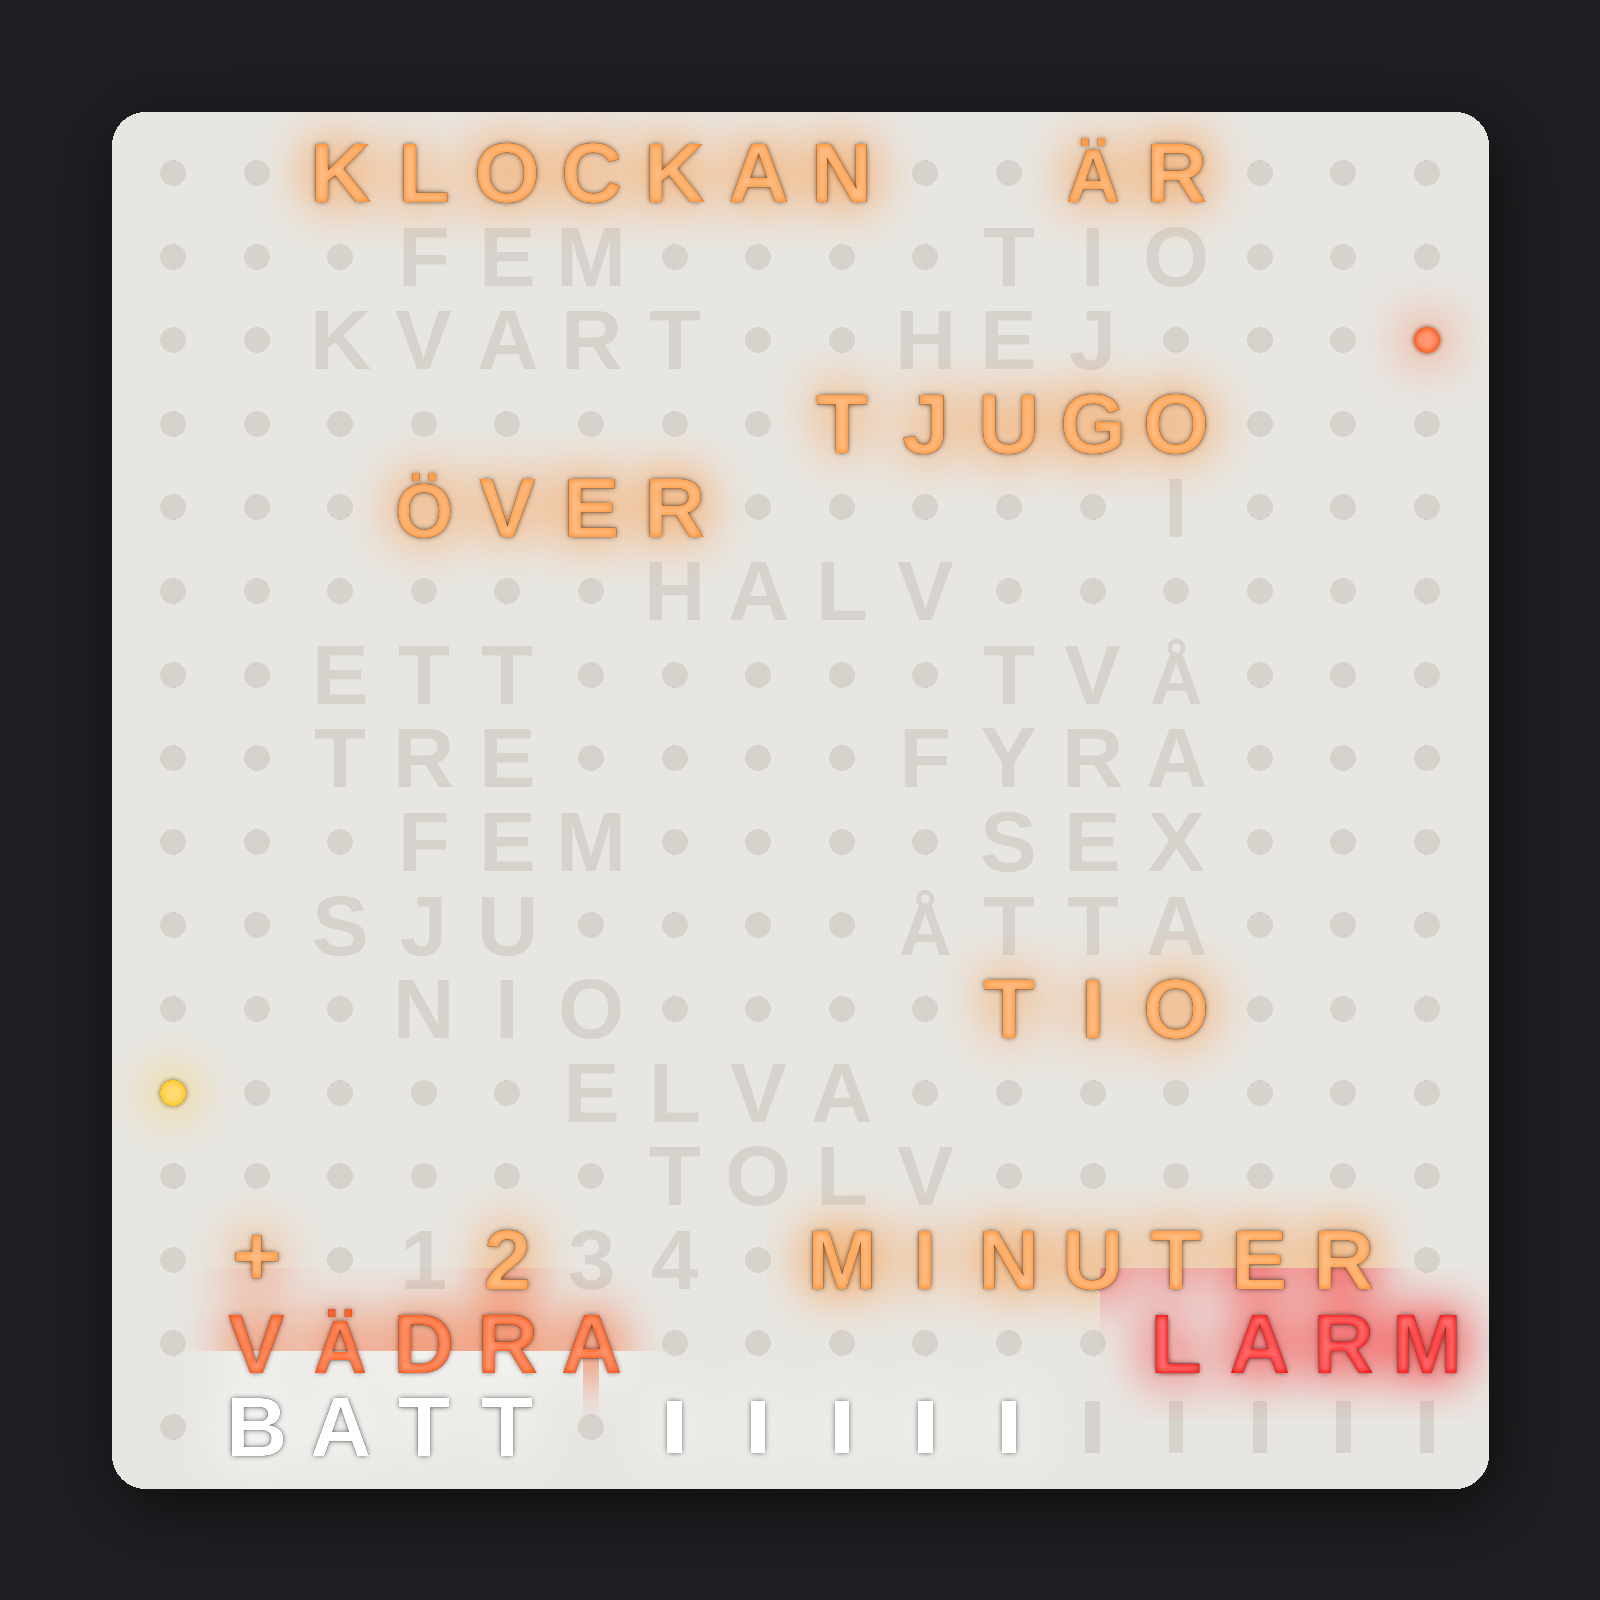 KLOCKAN ÄR
FEM TIO
KVART HEJ
TJUGO
ÖVER I
HALV
ETT TVÅ
TRE FYRA
FEM SEX
SJU ÅTTA
NIO TIO
ELVA
TOLV
+ 1 2 3 4 MINUTER
VÄDRA LARM
BATT I I I I I I I I I I